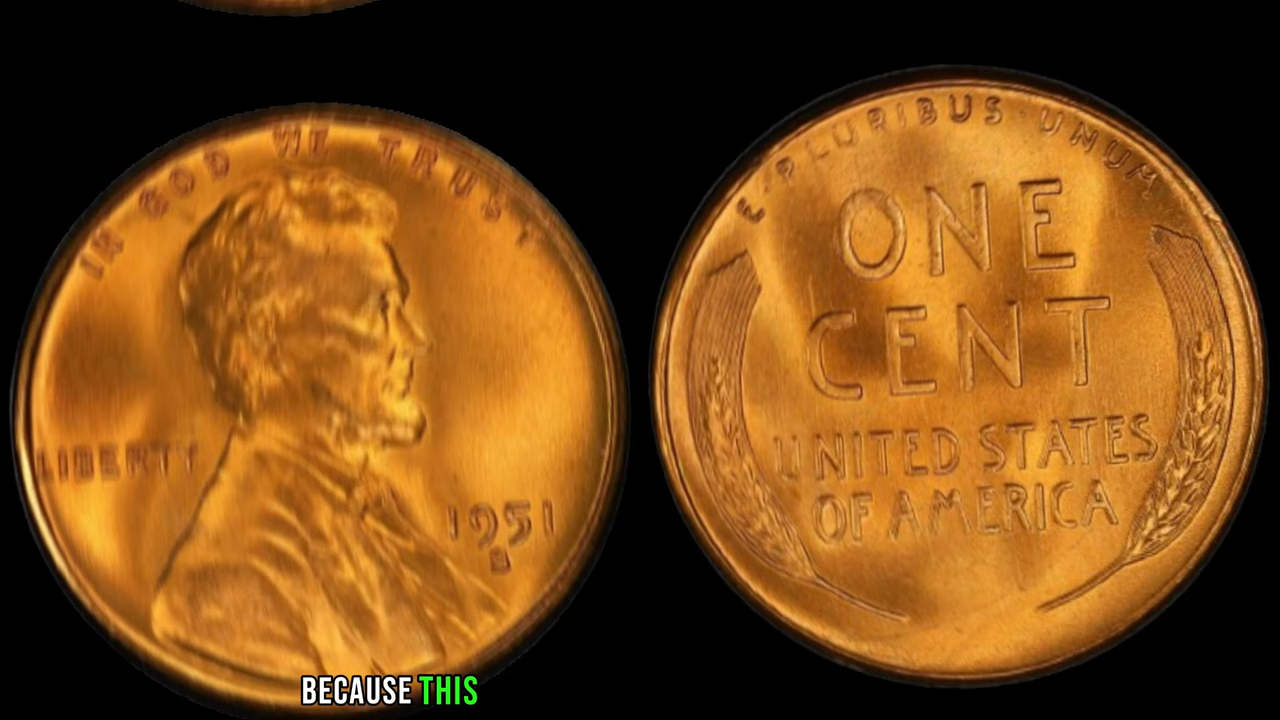 IN GOD WE TRUST
LIBERTY
1951
E·PLURIBUS·UNUM
ONE
CENT
UNITED STATES
OF AMERICA
BECAUSE THIS